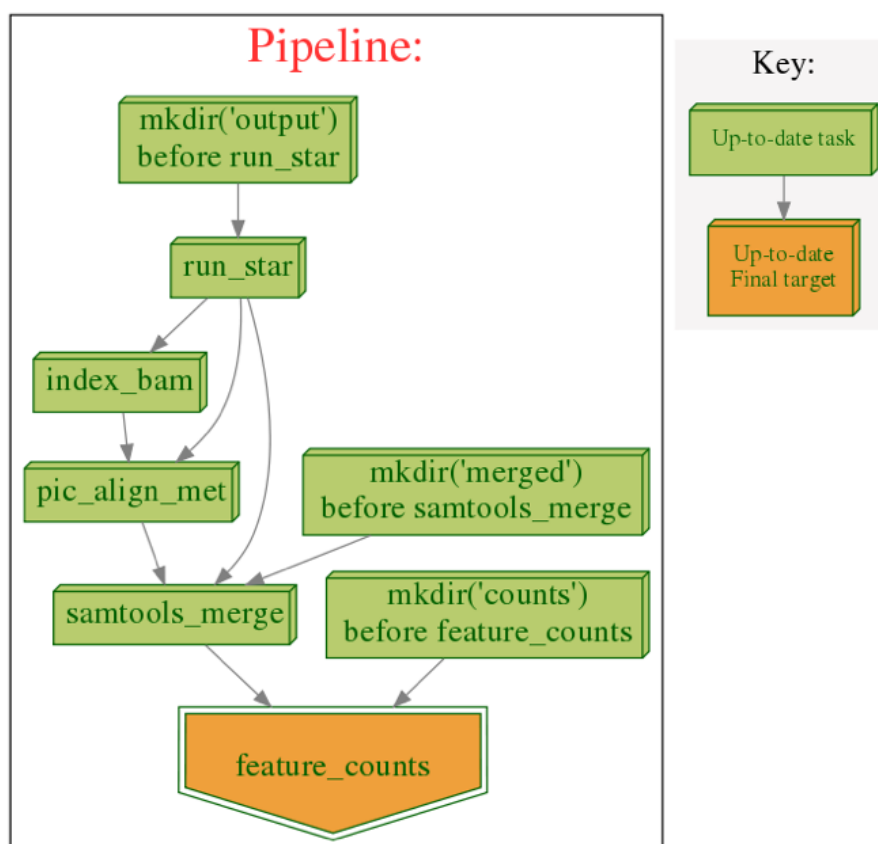 Pipeline:
mkdir('output')
before run_star
run_star
index_bam
pic_align_met
mkdir('merged')
before samtools_merge
samtools_merge
mkdir('counts')
before feature_counts
feature_counts
Key:
Up-to-date task
Up-to-date
Final target